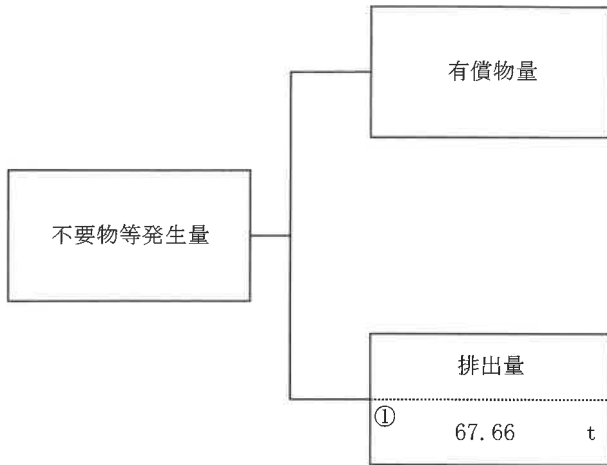 有償物量
不要物等発生量
排出量
①
67.66 t